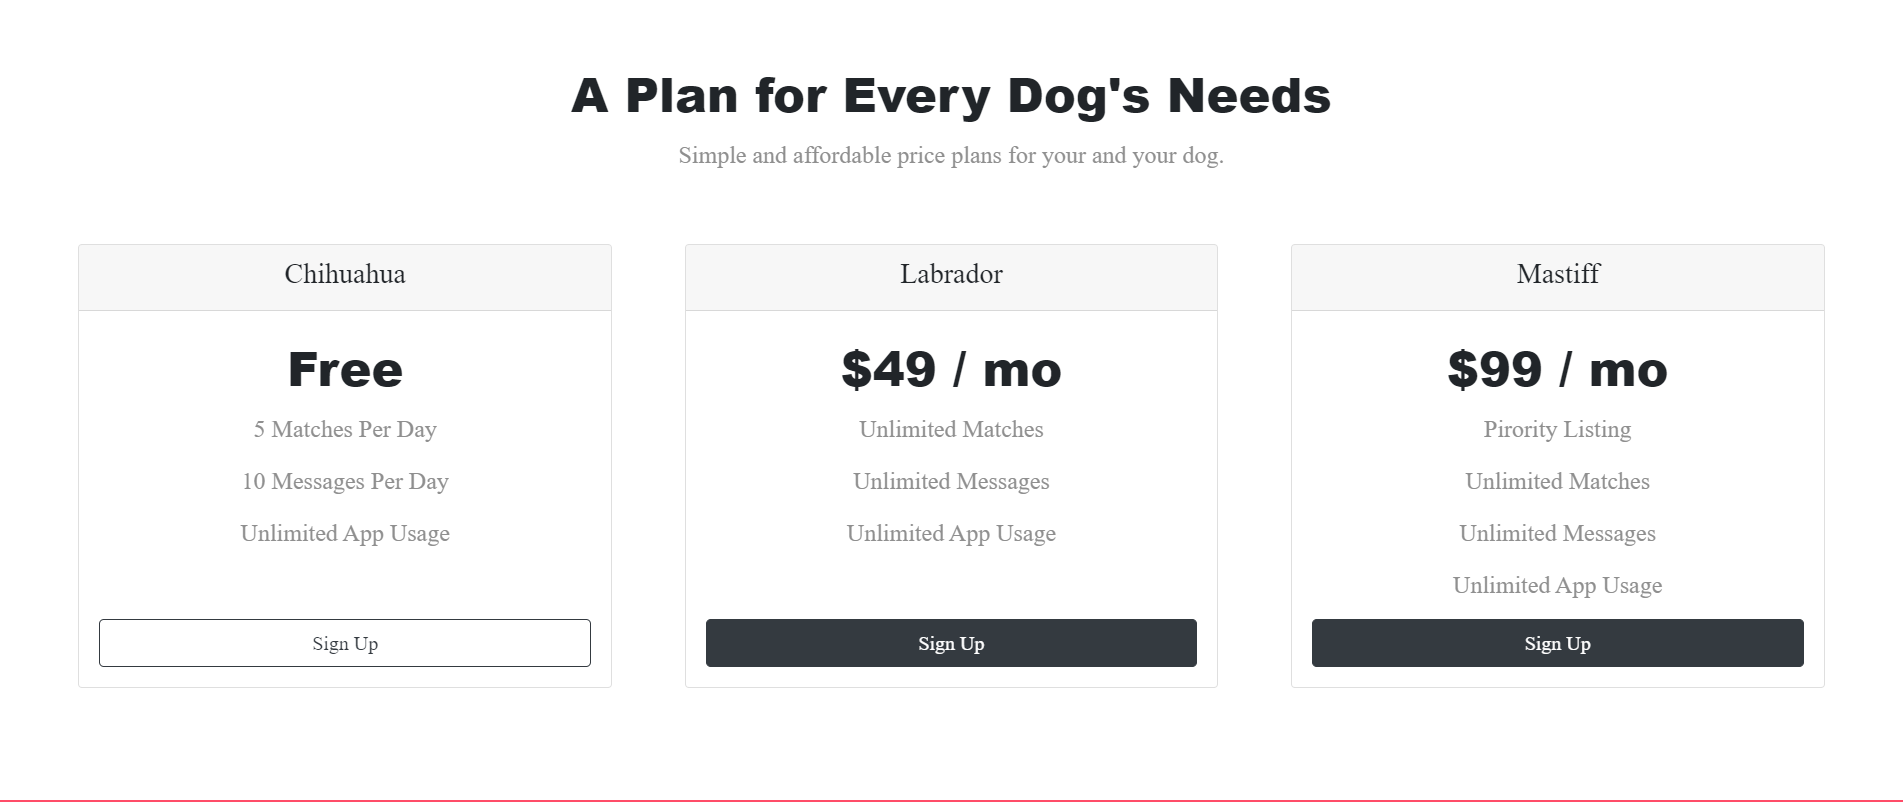 A Plan for Every Dog's Needs
Simple and affordable price plans for your and your dog.
Chihuahua
Free
5 Matches Per Day
10 Messages Per Day
Unlimited App Usage
Sign Up
Labrador
$49 / mo
Unlimited Matches
Unlimited Messages
Unlimited App Usage
Sign Up
Mastiff
$99 / mo
Pirority Listing
Unlimited Matches
Unlimited Messages
Unlimited App Usage
Sign Up